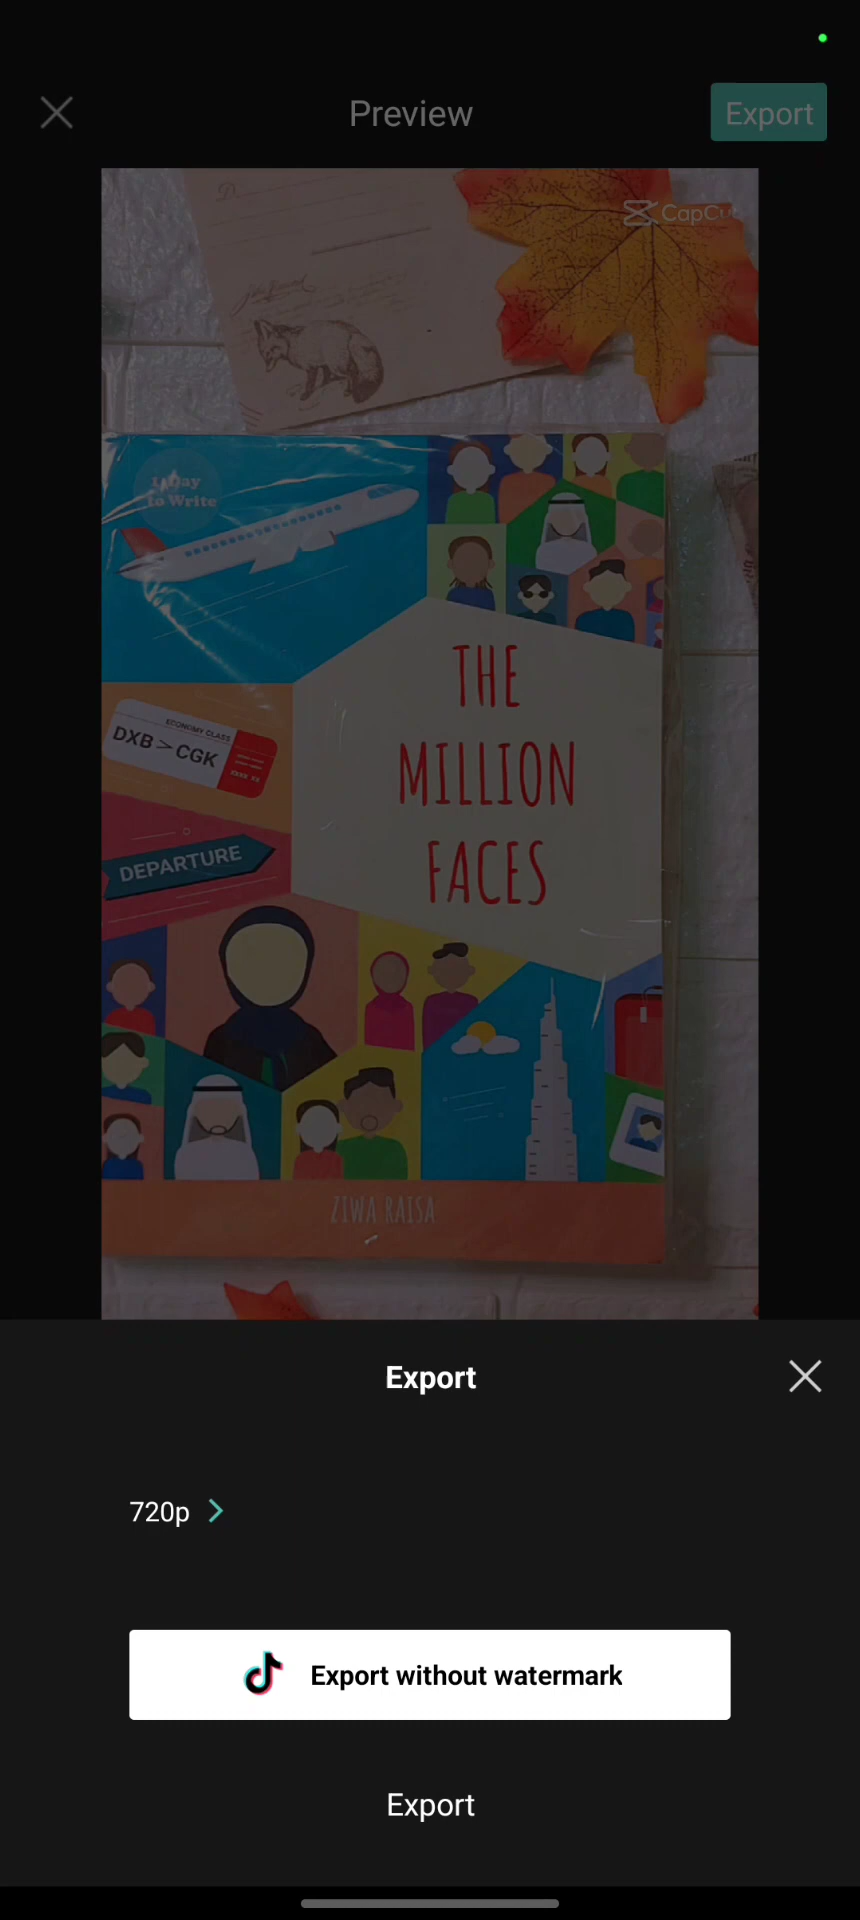 Preview
Export
CapCut
1 Day
to Write
THE
MILLION
FACES
ECONOMY CLASS
DXB > CGK
DEPARTURE
ZIWA RAISA
Export
720p
Export without watermark
Export